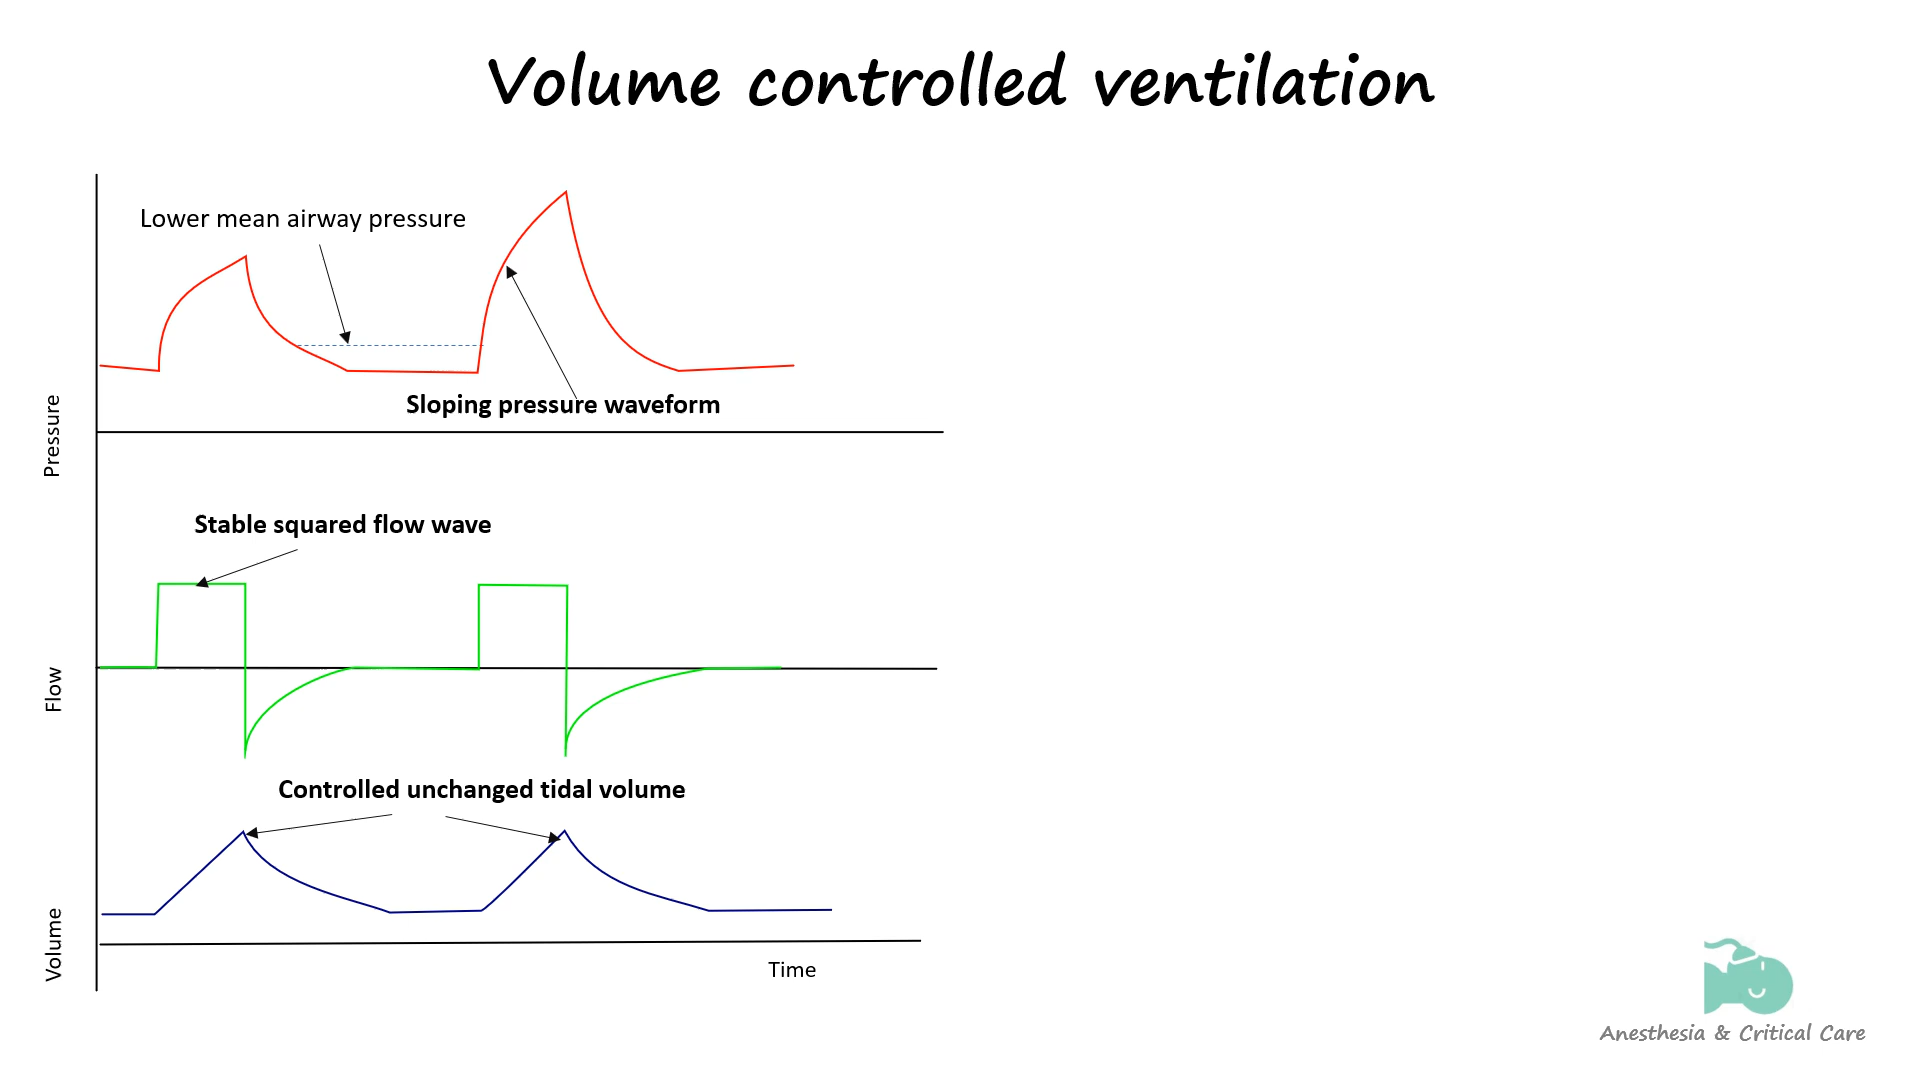 Volume controlled ventilation
Lower mean airway pressure
Sloping pressure waveform
Pressure
Stable squared flow wave
Flow
Controlled unchanged tidal volume
Volume
Time
Anesthesia & Critical Care